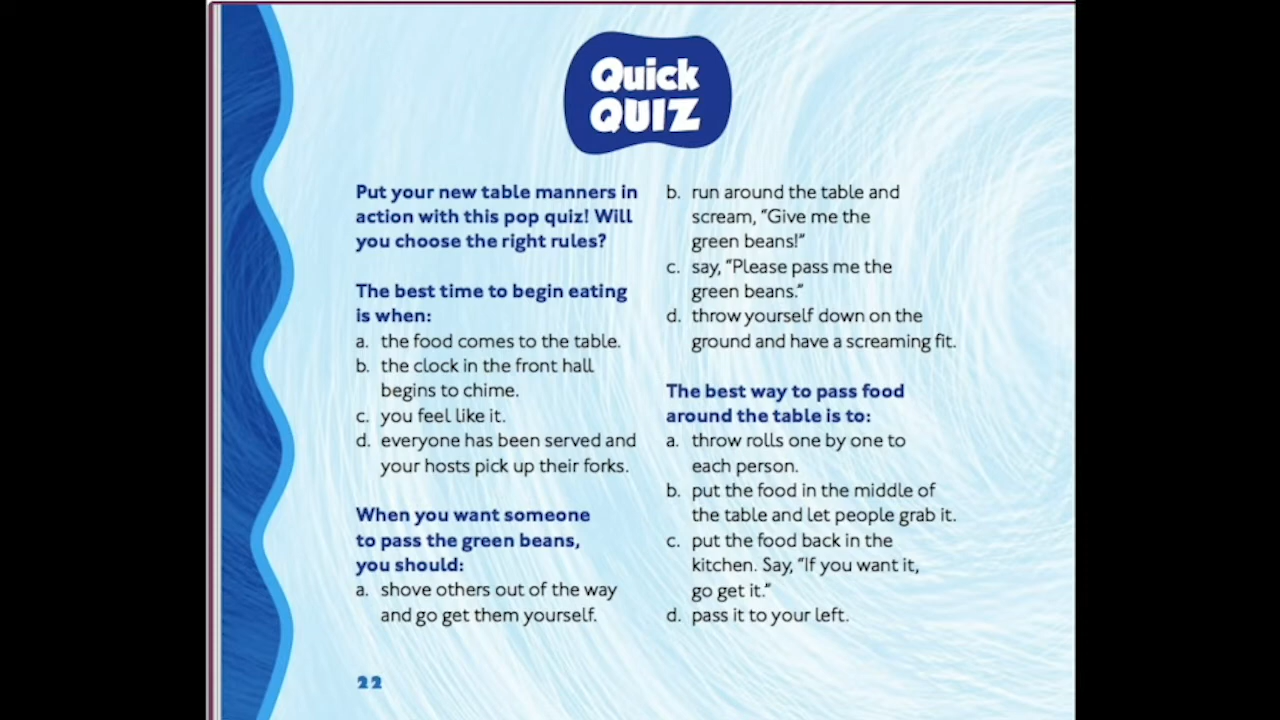 Quick
QUIZ
Put your new table manners in
action with this pop quiz! Will
you choose the right rules?
The best time to begin eating
is when:
a. the food comes to the table.
b. the clock in the front hall
begins to chime.
c. you feel like it.
d. everyone has been served and
your hosts pick up their forks.
When you want someone
to pass the green beans,
you should:
a. shove others out of the way
and go get them yourself.
b. run around the table and
scream, “Give me the
green beans!”
c. say, “Please pass me the
green beans.”
d. throw yourself down on the
ground and have a screaming fit.
The best way to pass food
around the table is to:
a. throw rolls one by one to
each person.
b. put the food in the middle of
the table and let people grab it.
c. put the food back in the
kitchen. Say, “If you want it,
go get it.”
d. pass it to your left.
22